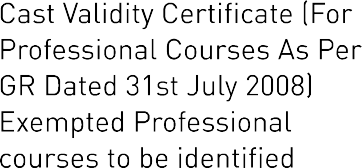 Cast Validity Certificate (For
Professional Courses As Per
GR Dated 31st July 2008)
Exempted Professional
courses to be identified